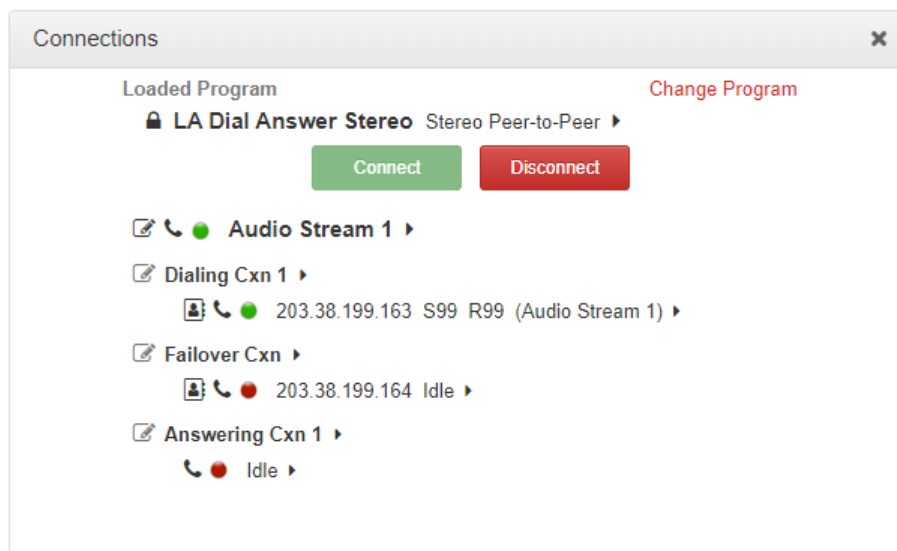 Connections
Loaded Program Change Program
LA Dial Answer Stereo Stereo Peer-to-Peer
Connect Disconnect
Audio Stream 1
Dialing Cxn 1
203.38.199.163 S99 R99 (Audio Stream 1)
Failover Cxn
203.38.199.164 Idle
Answering Cxn 1
Idle